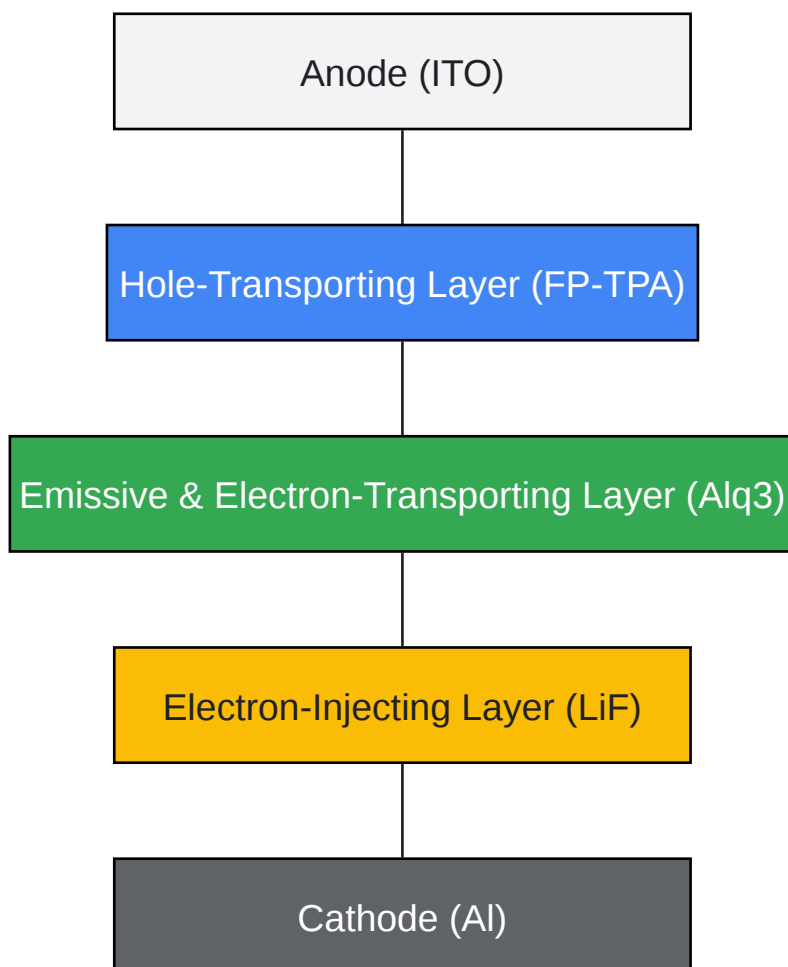 Anode (ITO)
Hole-Transporting Layer (FP-TPA)
Emissive & Electron-Transporting Layer (Alq3)
Electron-Injecting Layer (LiF)
Cathode (Al)